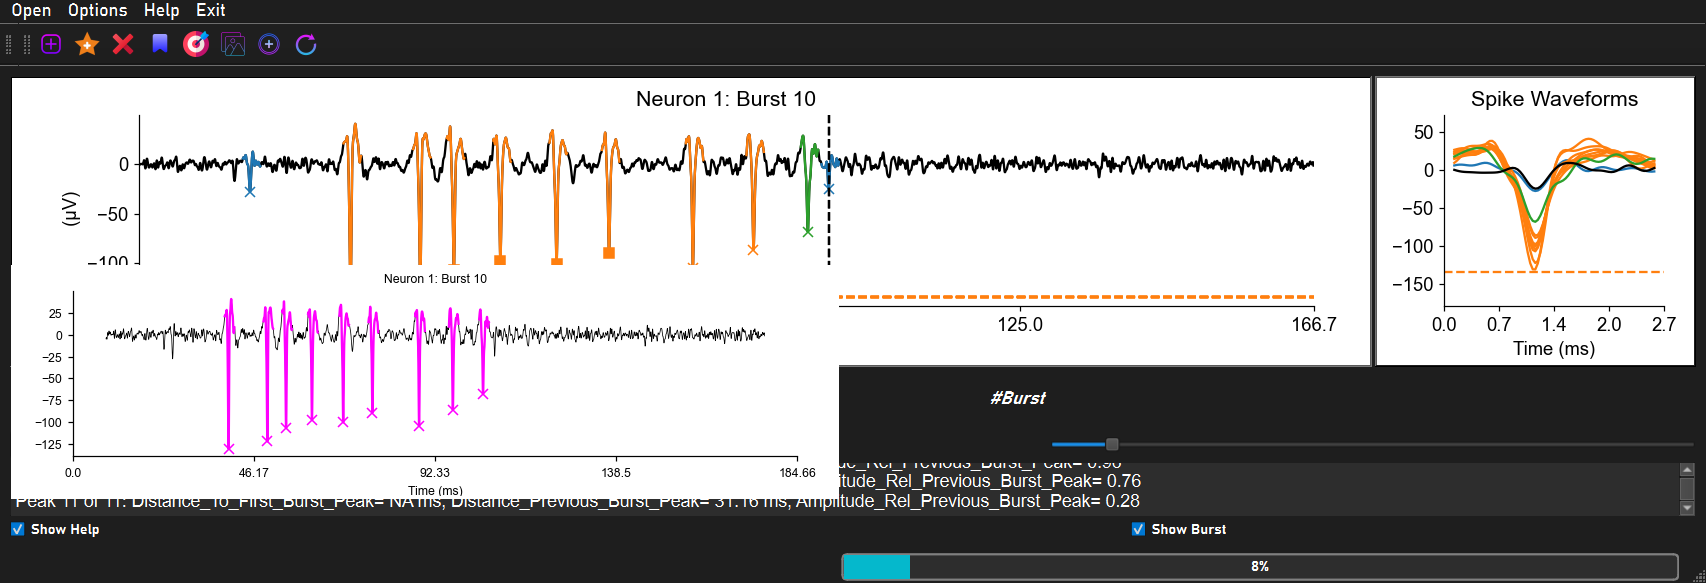 Open Options Help Exit
Neuron 1: Burst 10
Spike Waveforms
0
−50
−100
(µV)
125.0
166.7
50
0
−50
−100
−150
0.0 0.7 1.4 2.0 2.7
Time (ms)
Neuron 1: Burst 10
25
0
−25
−50
−75
−100
−125
0.0 46.17 92.33 138.5 184.66
Time (ms)
#Burst
de_Rel_Previous_Burst_Peak= 0.90
itude_Rel_Previous_Burst_Peak= 0.76
Peak 11 of 11: Distance_To_First_Burst_Peak= NA ms, Distance_Previous_Burst_Peak= 31.16 ms, Amplitude_Rel_Previous_Burst_Peak= 0.28
Show Help
Show Burst
8%